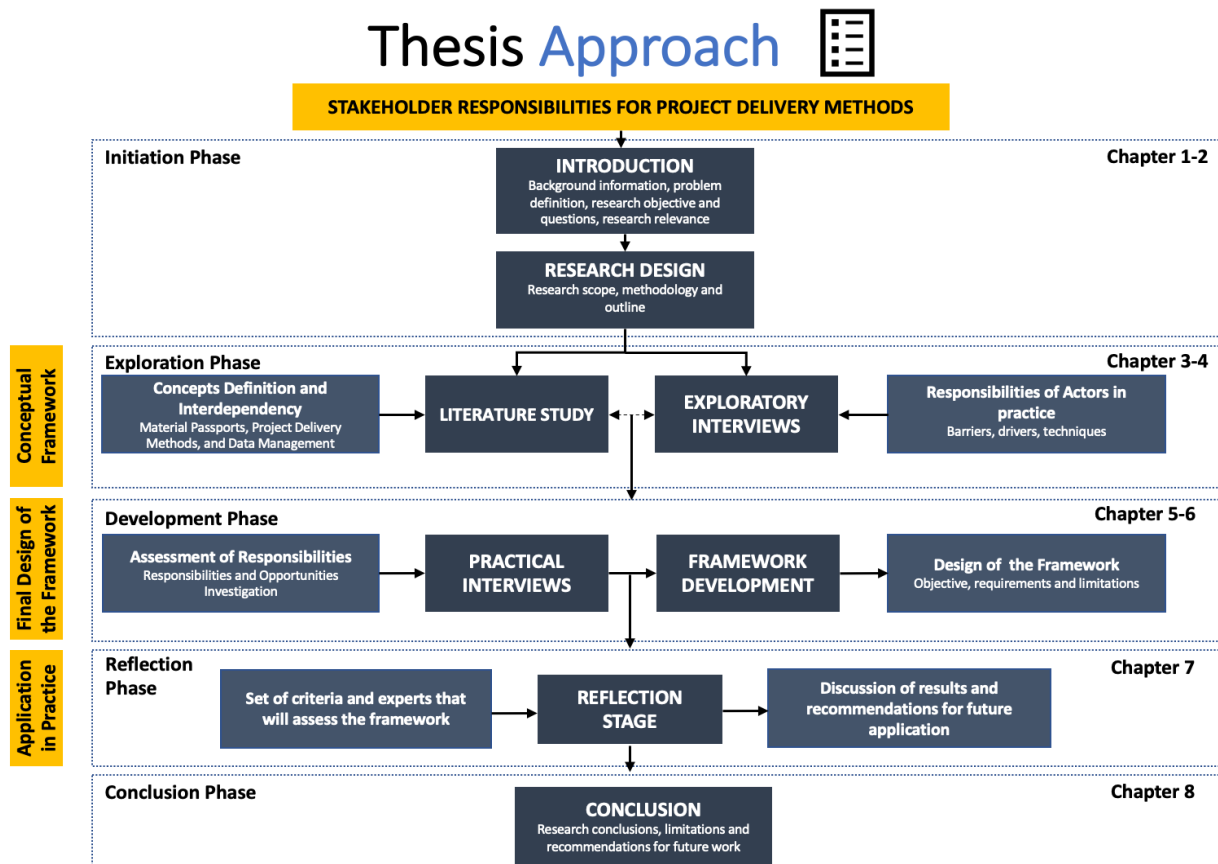 Thesis Approach
STAKEHOLDER RESPONSIBILITIES FOR PROJECT DELIVERY METHODS
Initiation Phase
Chapter 1-2
INTRODUCTION
Background information, problem
definition, research objective and
questions, research relevance
RESEARCH DESIGN
Research scope, methodology and
outline
Conceptual
Framework
Exploration Phase
Chapter 3-4
Concepts Definition and
Interdependency
Material Passports, Project Delivery
Methods, and Data Management
LITERATURE STUDY
EXPLORATORY
INTERVIEWS
Responsibilities of Actors in
practice
Barriers, drivers, techniques
Final Design of
the Framework
Development Phase
Chapter 5-6
Assessment of Responsibilities
Responsibilities and Opportunities
Investigation
PRACTICAL
INTERVIEWS
FRAMEWORK
DEVELOPMENT
Design of the Framework
Objective, requirements and limitations
Application
in Practice
Reflection
Phase
Chapter 7
Set of criteria and experts that
will assess the framework
REFLECTION
STAGE
Discussion of results and
recommendations for future
application
Conclusion Phase
Chapter 8
CONCLUSION
Research conclusions, limitations and
recommendations for future work